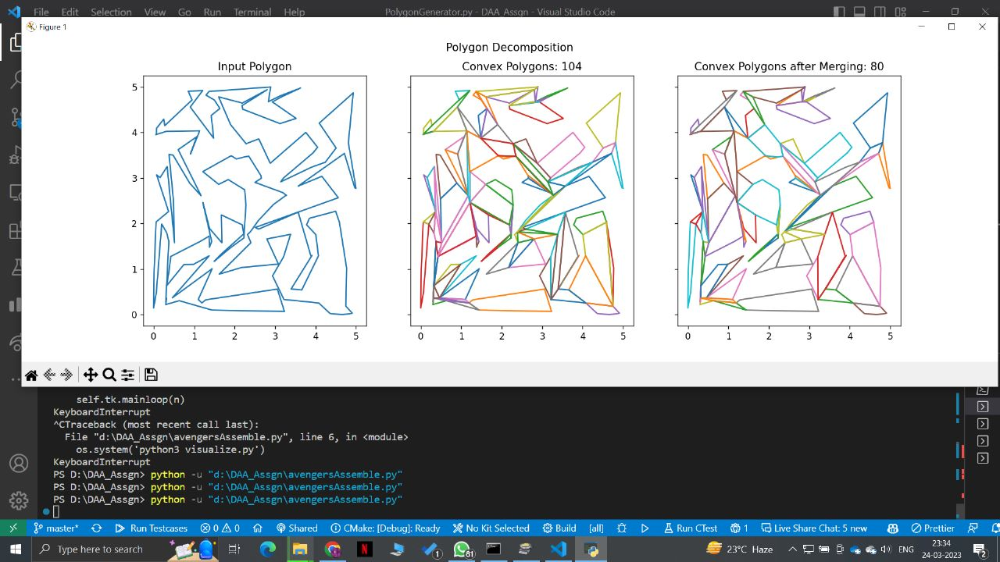 File Edit Selection View Go Run Terminal Help PolygonGenerator.py - DAA_Assgn - Visual Studio Code
Figure 1
Polygon Decomposition
Input Polygon Convex Polygons: 104 Convex Polygons after Merging: 80
5
4
3
2
1
0
0 1 2 3 4 5 0 1 2 3 4 5 0 1 2 3 4 5
self.tk.mainloop(n)
KeyboardInterrupt
^CTraceback (most recent call last):
File "d:\DAA_Assgn\avengersAssemble.py", line 6, in <module>
os.system('python3 visualize.py')
KeyboardInterrupt
PS D:\DAA_Assgn> python -u "d:\DAA_Assgn\avengersAssemble.py"
PS D:\DAA_Assgn> python -u "d:\DAA_Assgn\avengersAssemble.py"
PS D:\DAA_Assgn> python -u "d:\DAA_Assgn\avengersAssemble.py"
master* Run Testcases 0 0 Shared CMake: [Debug]: Ready No Kit Selected Build [all] Run CTest 1 Live Share Chat: 5 new Prettier
Type here to search 1 81 23°C Haze ENG 23:34
24-03-2023 2